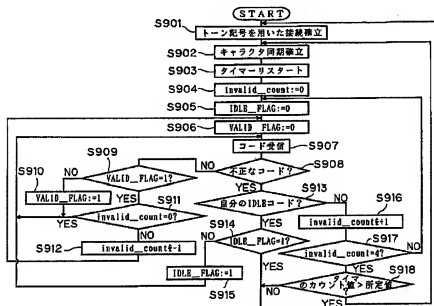 START
S901
トーン記号を用いた接続確立
S902
キャラクタ同期確立
S903
タイマーリスタート
S904
invalid_count:=0
S905
IDLE_FLAG:=0
S906
VALID_FLAG:=0
コード受信
S907
S909
NO
不正なコード?
S908
S910
NO
VALID_FLAG=1?
YES
S913
VALID_FLAG:=1
YES
S911
S914
自分のIDLEコード?
NO
S916
invalid_count=0?
YES
invalid_count+1
NO
NO
IDLE_FLAG=1?
S917
S912
invalid_count-1
YES
invalid_count=4?
NO
YES
IDLE_FLAG:=1
タイマ
のカウント値>所定値?
S918
S915
YES